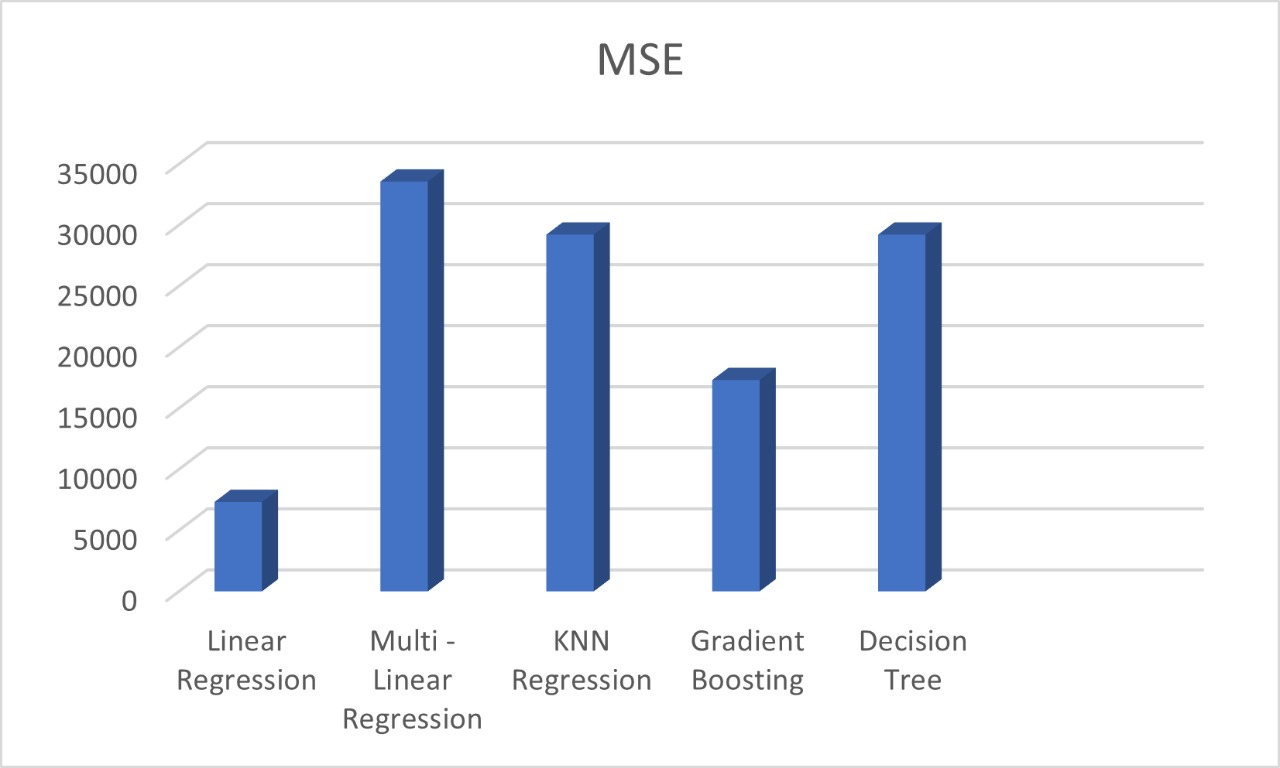 MSE
35000
30000
25000
20000
15000
10000
5000
0
Linear
Regression
Multi -
Linear
Regression
KNN
Regression
Gradient
Boosting
Decision
Tree